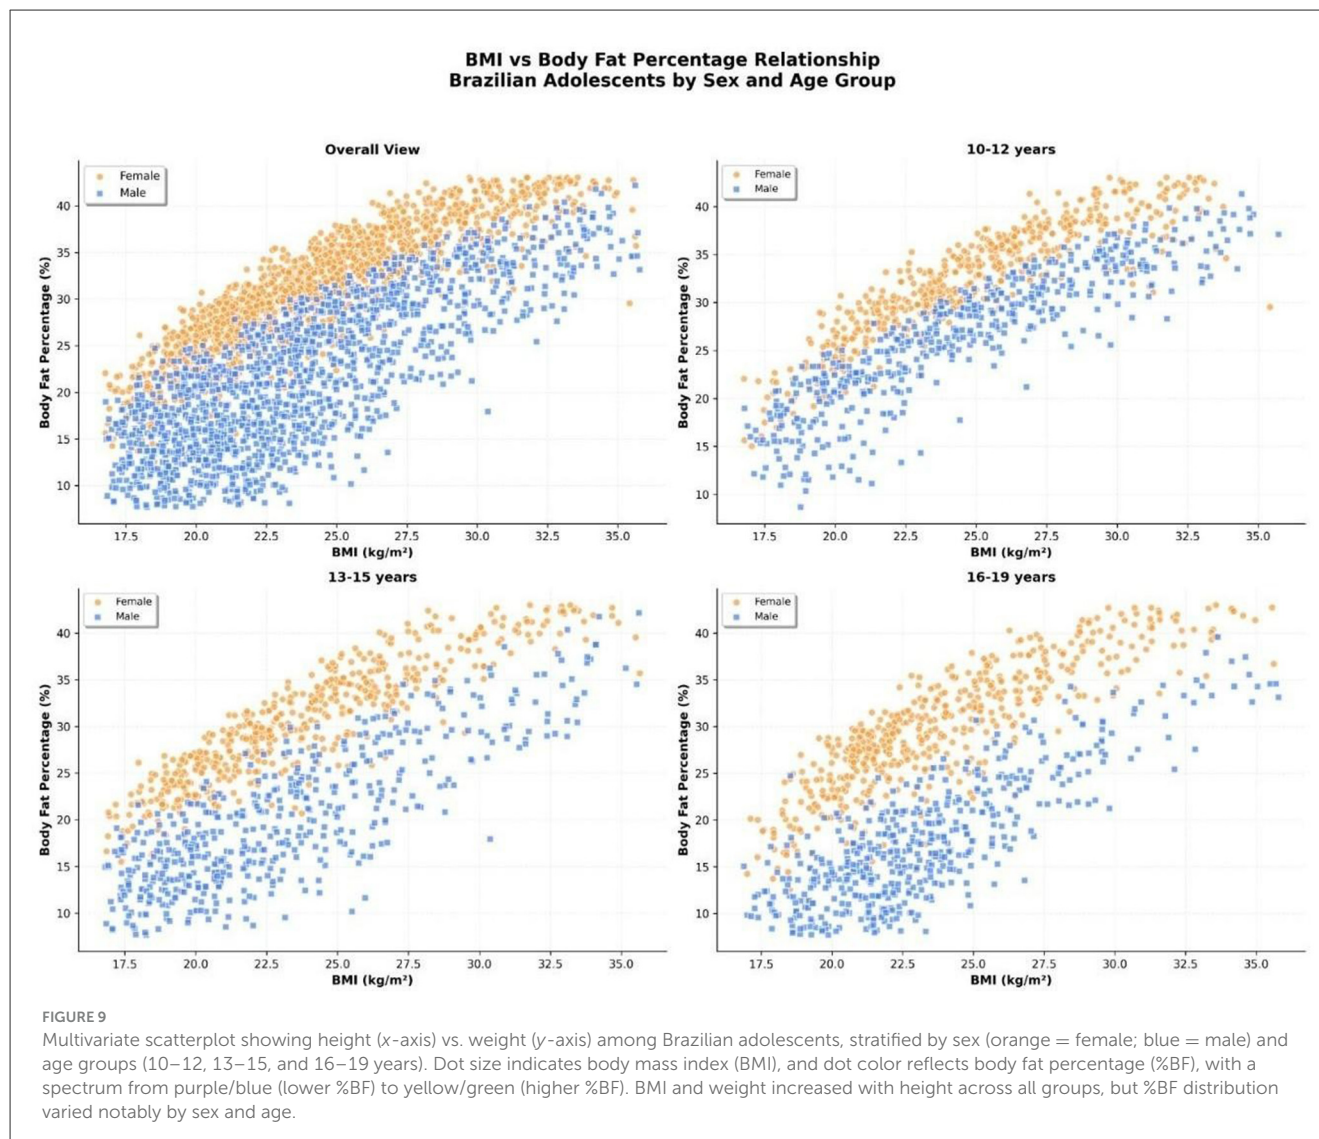 BMI vs Body Fat Percentage Relationship
Brazilian Adolescents by Sex and Age Group
Overall View
Female
Male
Body Fat Percentage (%)
40
35
30
25
20
15
10
17.5 20.0 22.5 25.0 27.5 30.0 32.5 35.0
BMI (kg/m²)
10-12 years
Female
Male
Body Fat Percentage (%)
40
35
30
25
20
15
10
17.5 20.0 22.5 25.0 27.5 30.0 32.5 35.0
BMI (kg/m²)
13-15 years
Female
Male
Body Fat Percentage (%)
40
35
30
25
20
15
10
17.5 20.0 22.5 25.0 27.5 30.0 32.5 35.0
BMI (kg/m²)
16-19 years
Female
Male
Body Fat Percentage (%)
40
35
30
25
20
15
10
17.5 20.0 22.5 25.0 27.5 30.0 32.5 35.0
BMI (kg/m²)
FIGURE 9
Multivariate scatterplot showing height (x-axis) vs. weight (y-axis) among Brazilian adolescents, stratified by sex (orange = female; blue = male) and
age groups (10–12, 13–15, and 16–19 years). Dot size indicates body mass index (BMI), and dot color reflects body fat percentage (%BF), with a
spectrum from purple/blue (lower %BF) to yellow/green (higher %BF). BMI and weight increased with height across all groups, but %BF distribution
varied notably by sex and age.